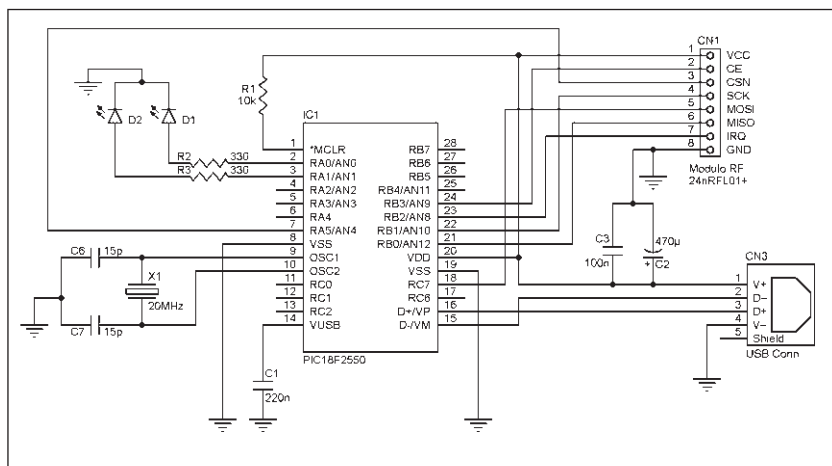 CN1
1 VCC
2 CE
3 CSN
4 SCK
5 MOSI
6 MISO
7 IRQ
8 GND
Modulo RF
24nRFL01+
D2
D1
R1
10k
R2 330
R3 330
IC1
1 *MCLR
2 RA0/AN0
3 RA1/AN1
4 RA2/AN2
5 RA3/AN3
6 RA4
7 RA5/AN4
8 VSS
9 OSC1
10 OSC2
11 RC0
12 RC1
13 RC2
14 VUSB
RB7 28
RB6 27
RB5 26
RB4/AN11 25
RB3/AN9 24
RB2/AN8 23
RB1/AN10 22
RB0/AN12 21
VDD 20
VSS 19
RC7 18
RC6 17
D+/VP 16
D-/VM 15
PIC18F2550
C6 15p
X1
20MHz
C7 15p
C1
220n
C3
100n
470µ
+ C2
CN3
1 V+
2 D-
3 D+
4 V-
5 Shield
USB Conn